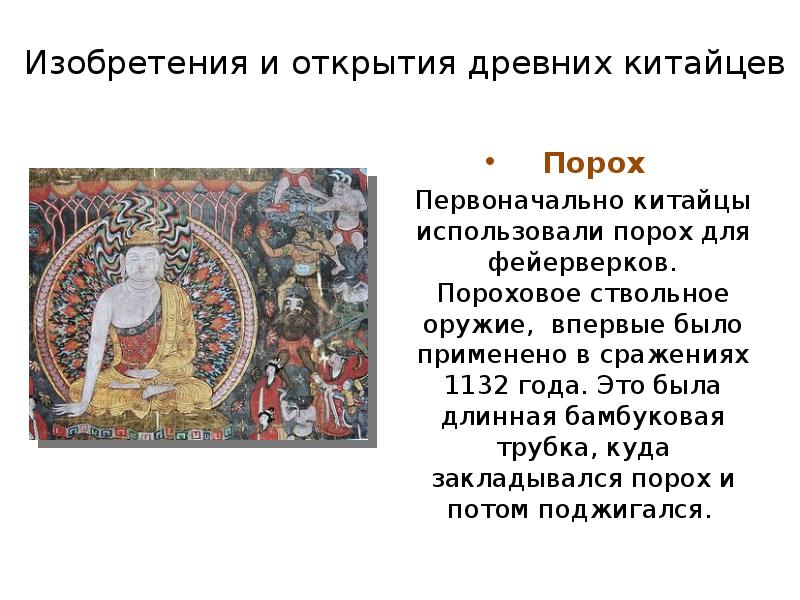 Изобретения и открытия древних китайцев
• Порох
Первоначально китайцы
использовали порох для
фейерверков.
Пороховое ствольное
оружие, впервые было
применено в сражениях
1132 года. Это была
длинная бамбуковая
трубка, куда
закладывался порох и
потом поджигался.